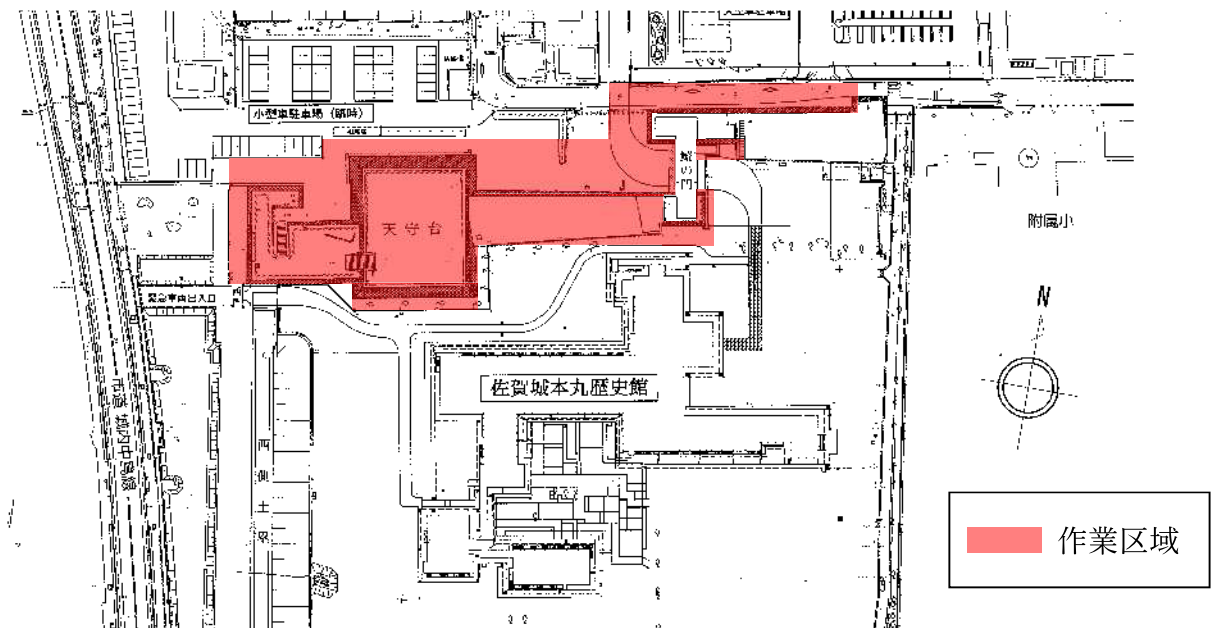 小型車駐車場（臨時）
鯱の門
天守台
附属小
緊急車両出入口
N
佐賀城本丸歴史館
市道 城内中島線
西側土塁
作業区域